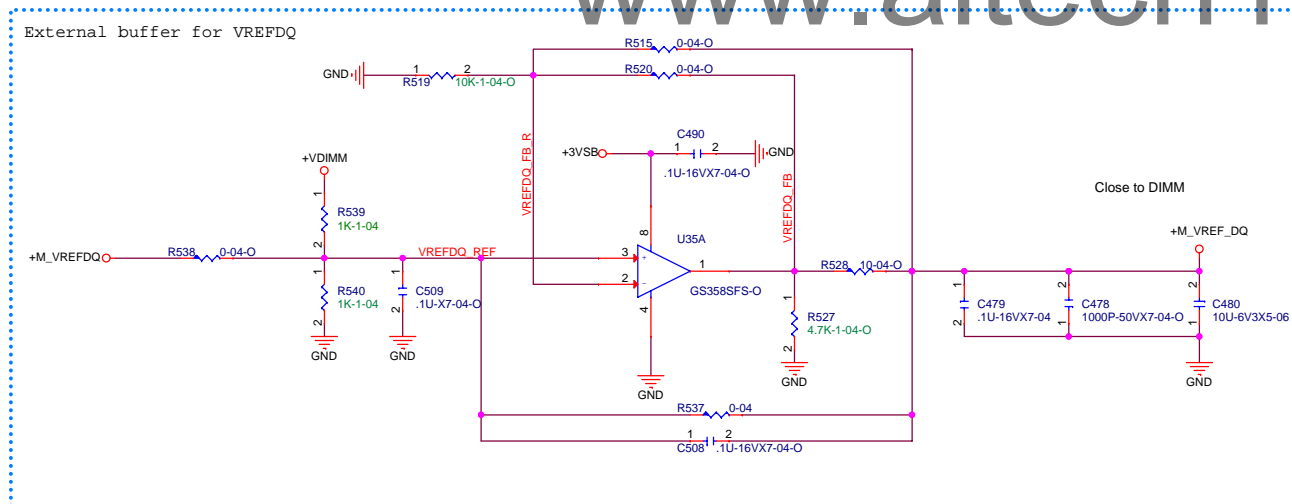 www.aitech1
External buffer for VREFDQ
R515 0-04-O
R520 0-04-O
GND 1 2
R519 10K-1-04-O
VREFDQ_FB_R
+3VSB
C490
1 2
GND
.1U-16VX7-04-O
VREFDQ_FB
Close to DIMM
+VDIMM
1
R539
1K-1-04
2
+M_VREFDQ
R538 0-04-O
VREFDQ_REF
8
3 +
2 -
U35A
1
GS358SFS-O
4
GND
R528 10-04-O
+M_VREF_DQ
1
R540
1K-1-04
2
GND
1
C509
.1U-X7-04-O
2
GND
1
R527
4.7K-1-04-O
2
GND
1
C479
.1U-16VX7-04
2
2
C478
1000P-50VX7-04-O
1
2
C480
10U-6V3X5-06
1
GND
R537 0-04
1 2
C508 .1U-16VX7-04-O